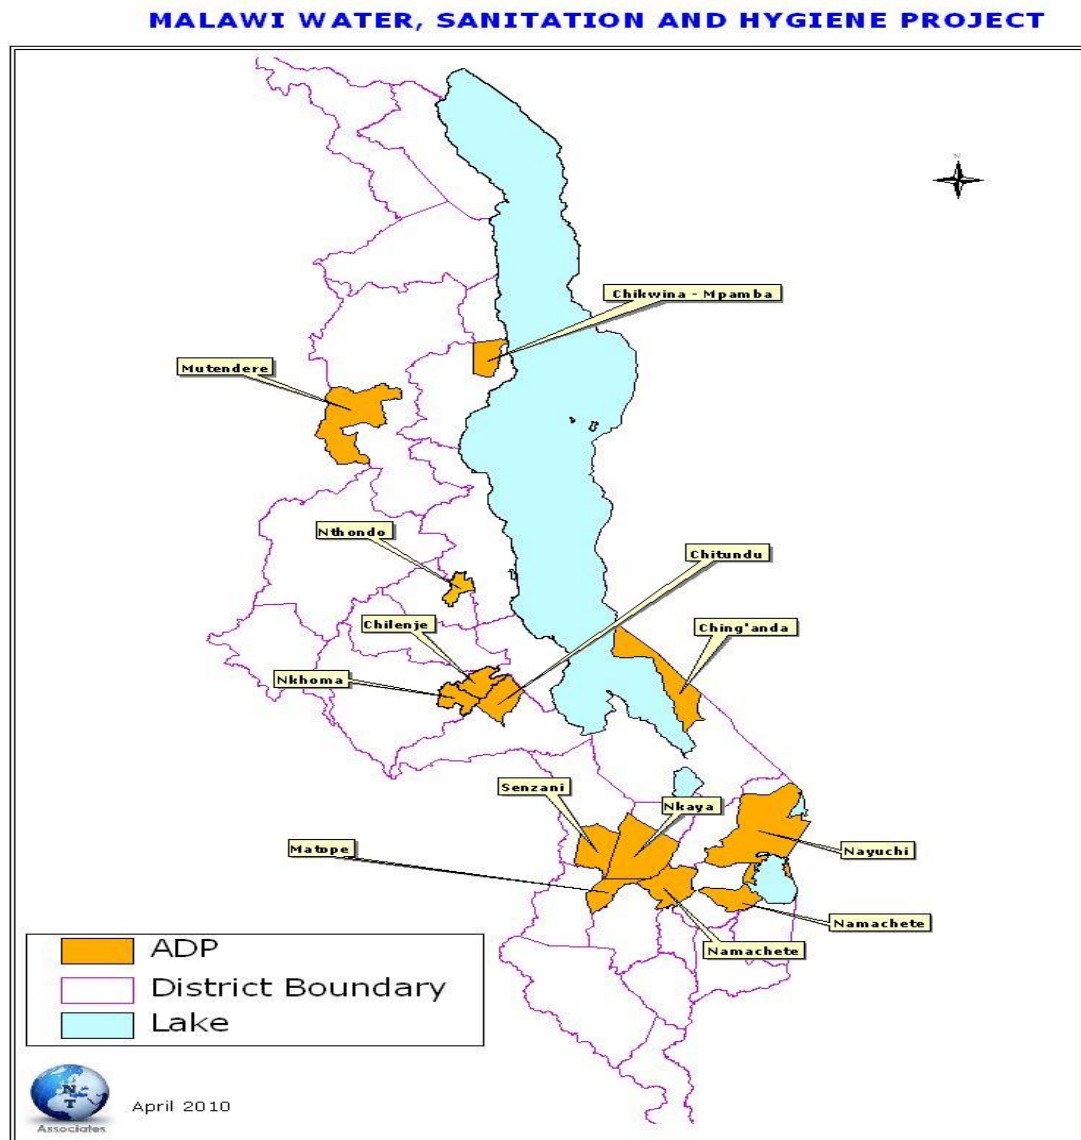 MALAWI WATER, SANITATION AND HYGIENE PROJECT
N
Chikwina - Mpamba
Mutendere
Nthondo
Chitundu
Chilenje
Ching'anda
Nkhoma
Senzani
Nkaya
Matope
Nayuchi
Namachete
Namachete
ADP
District Boundary
Lake
N
T
Associates
April 2010